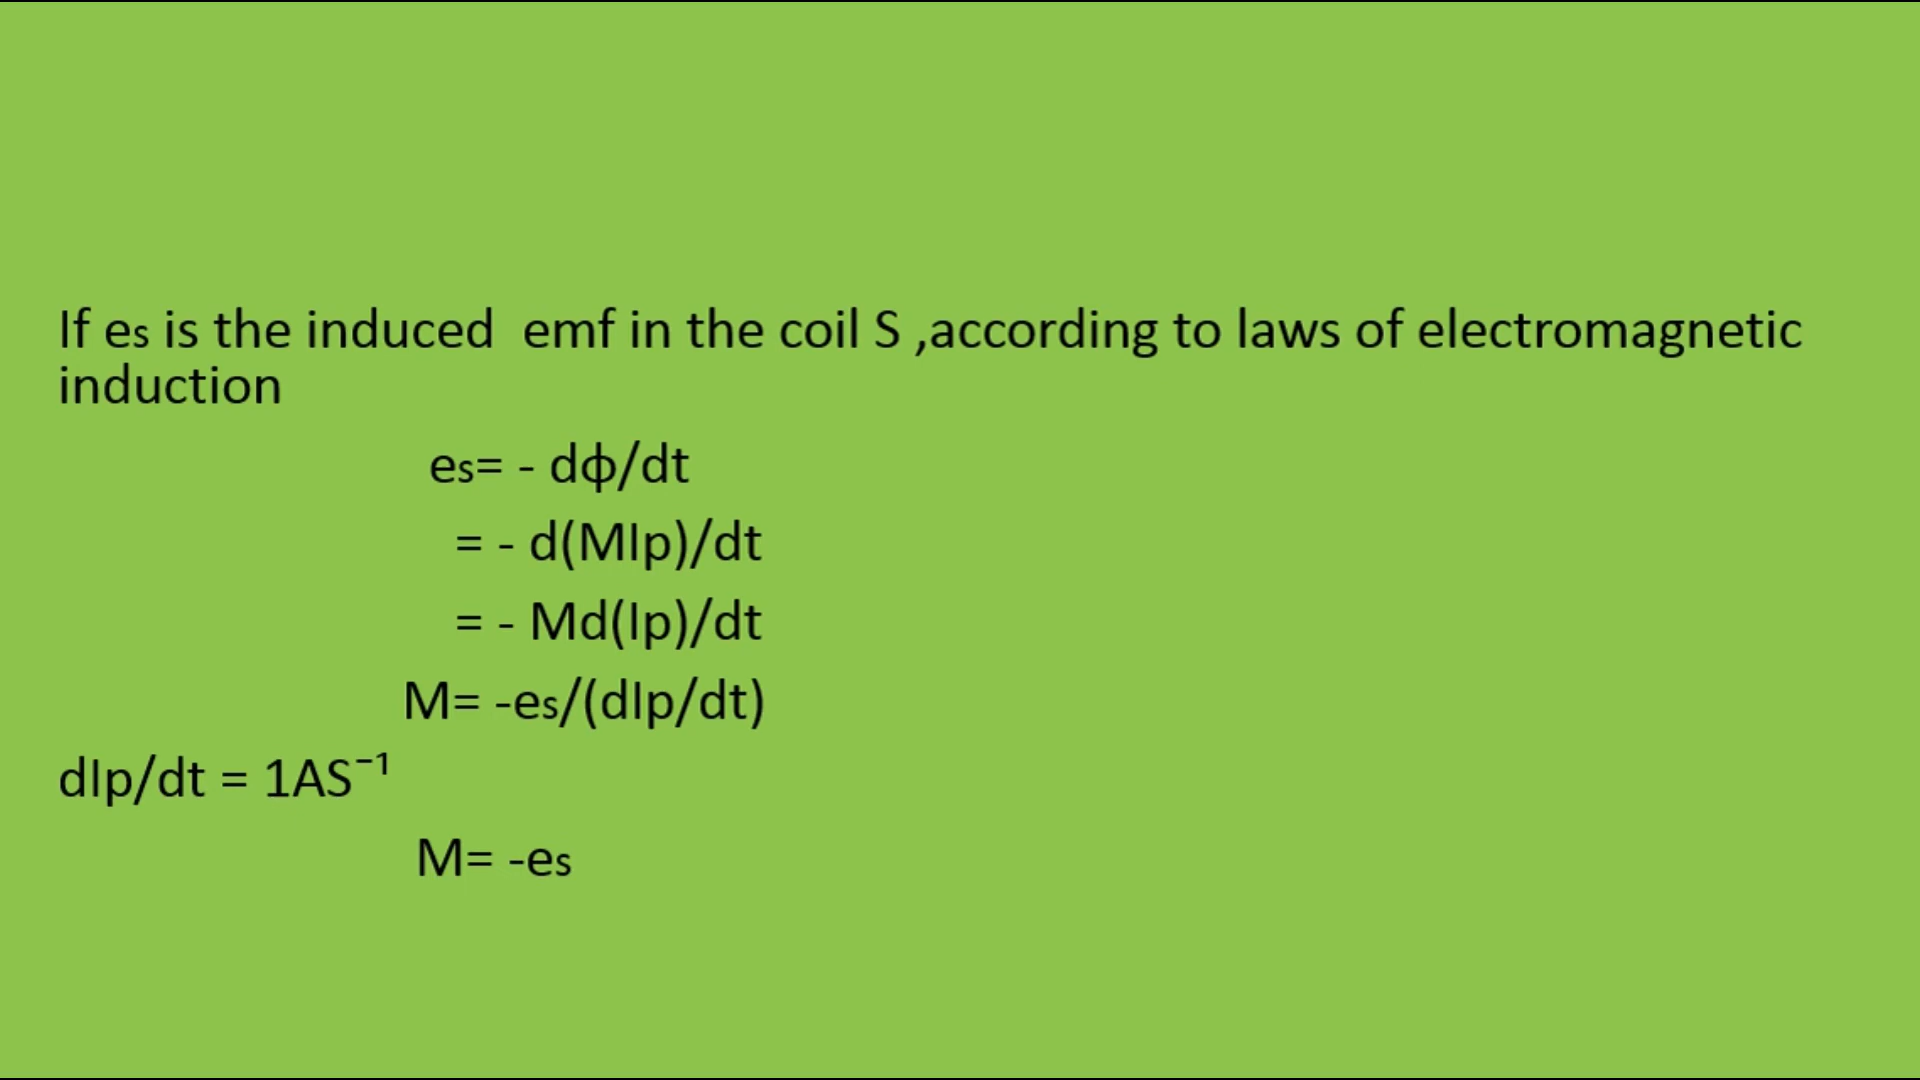 If es is the induced  emf in the coil S ,according to laws of electromagnetic
induction
es= - dϕ/dt
= - d(MIp)/dt
= - Md(Ip)/dt
M= -es/(dIp/dt)
dIp/dt = 1AS⁻¹
M= -es